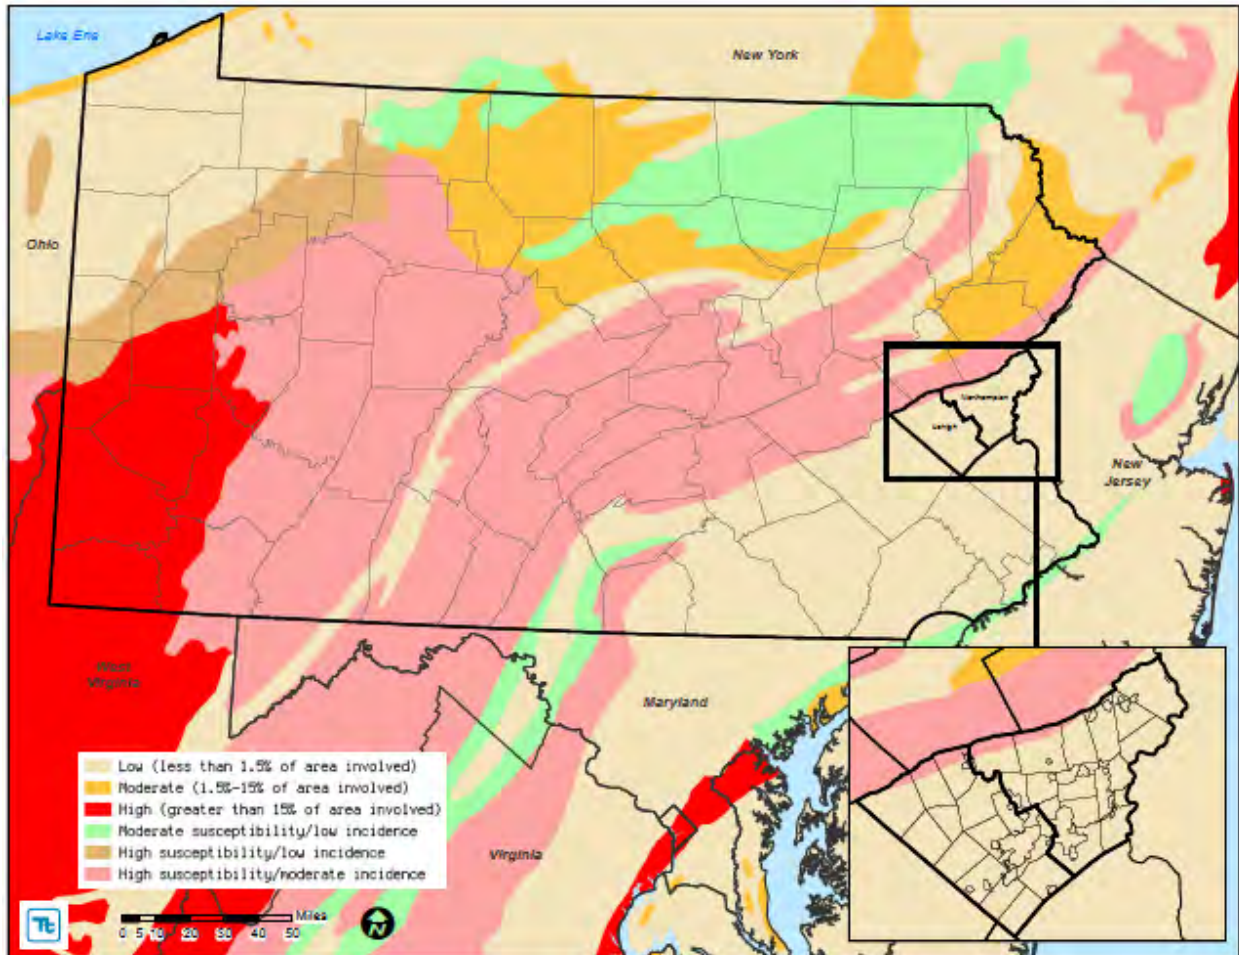 Lake Erie
New York
Ohio
Northampton
Lehigh
New
Jersey
West
Virginia
Maryland
Virginia
Low (less than 1.5% of area involved)
Moderate (1.5%-15% of area involved)
High (greater than 15% of area involved)
Moderate susceptibility/low incidence
High susceptibility/low incidence
High susceptibility/moderate incidence
Tt
Miles
0 5 10 20 30 40 50
N